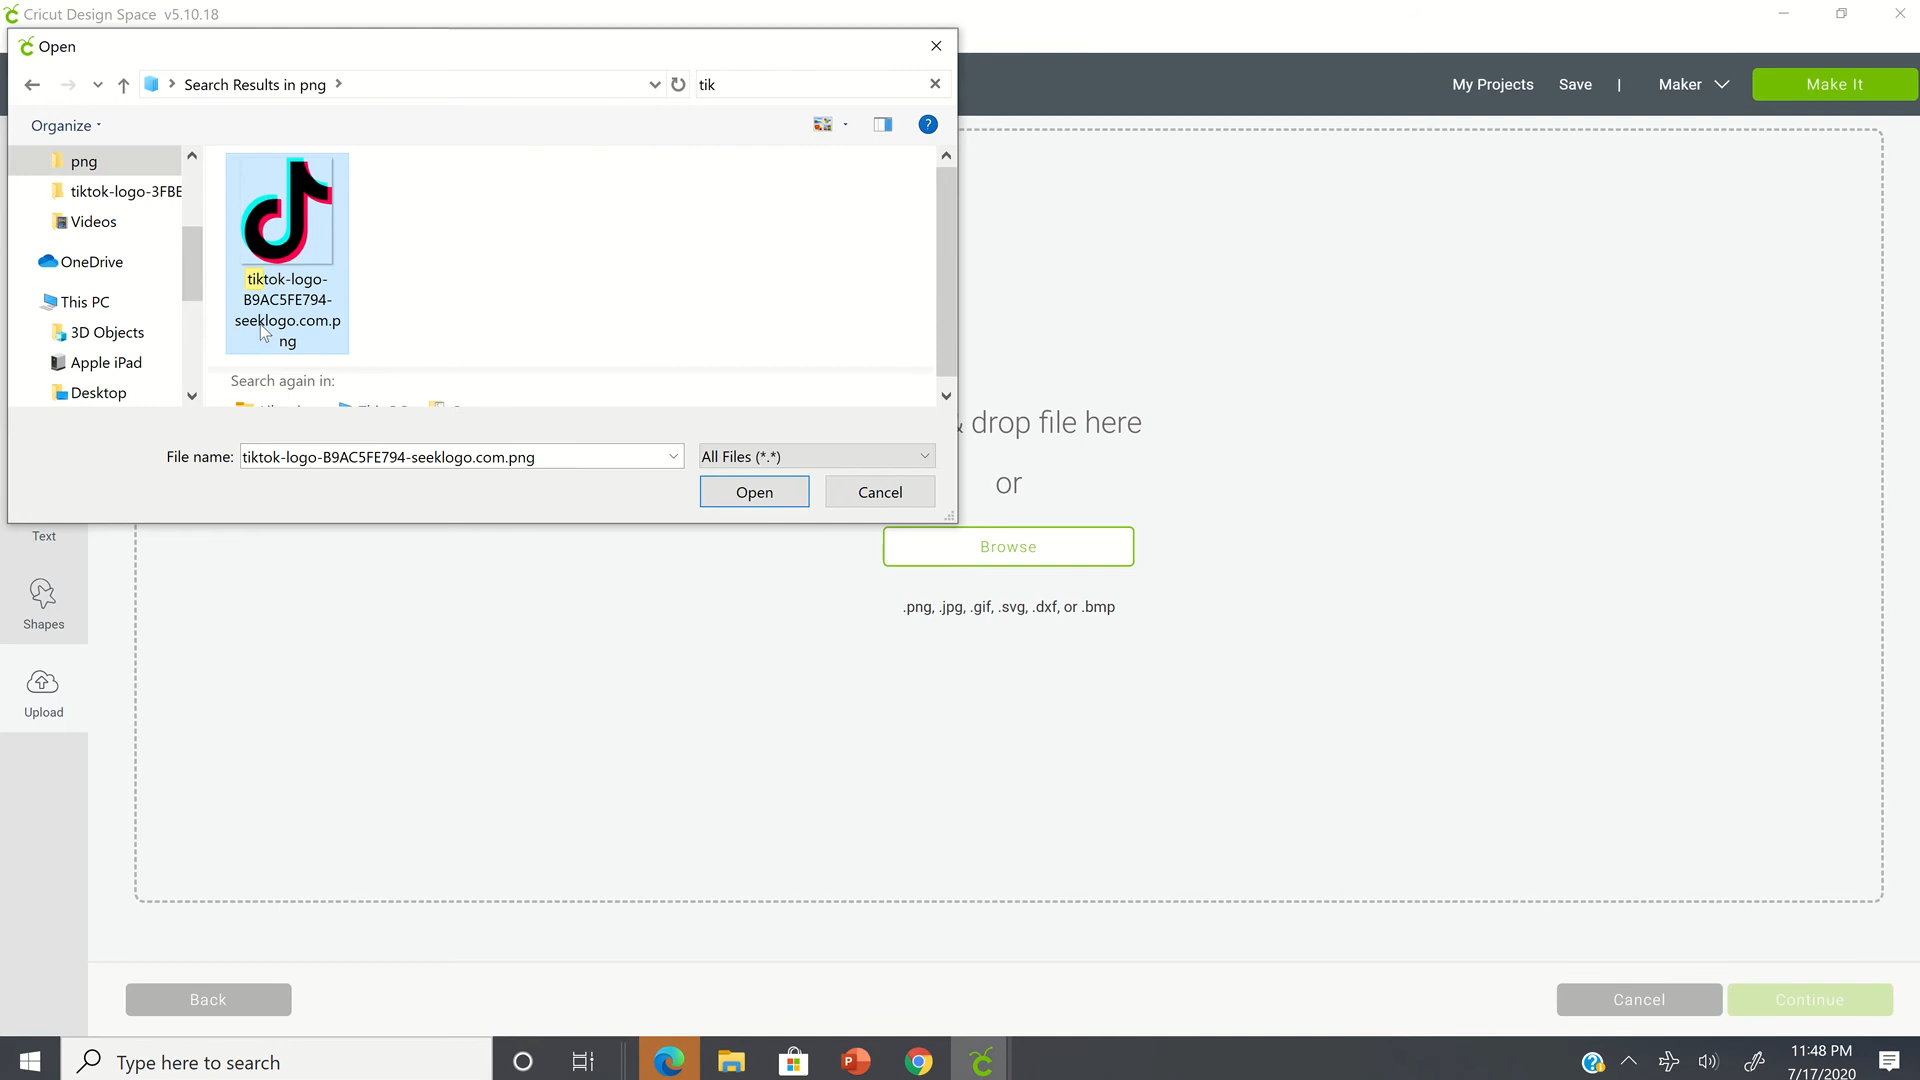 Cricut Design Space v5.10.18
Open
Search Results in png
tik
My Projects
Save
|
Maker
Make It
Organize
png
tiktok-logo-3FBE
Videos
OneDrive
This PC
3D Objects
Apple iPad
Desktop
tiktok-logo-
B9AC5FE794-
seeklogo.com.p
ng
Search again in:
File name: tiktok-logo-B9AC5FE794-seeklogo.com.png
All Files (*.*)
Open
Cancel
drop file here
or
Browse
.png, .jpg, .gif, .svg, .dxf, or .bmp
Text
Shapes
Upload
Back
Cancel
Continue
Type here to search
11:48 PM
7/17/2020